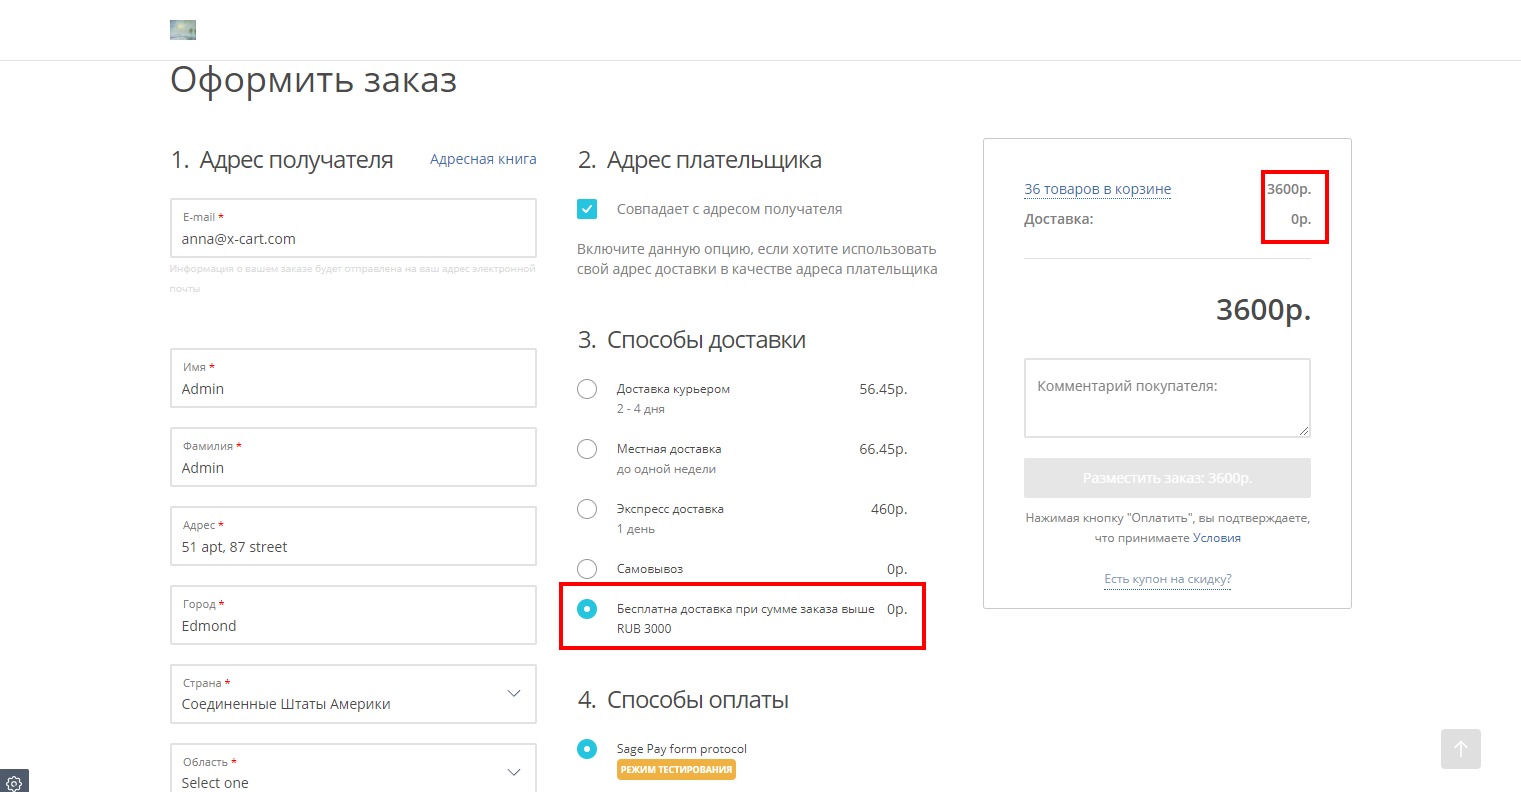 Оформить заказ
1. Адрес получателя
Адресная книга
E-mail *
anna@x-cart.com
Информация о вашем заказе будет отправлена на ваш адрес электронной
почты
Имя *
Admin
Фамилия *
Admin
Адрес *
51 apt, 87 street
Город *
Edmond
Страна *
Соединенные Штаты Америки
Область *
Select one
2. Адрес плательщика
Совпадает с адресом получателя
Включите данную опцию, если хотите использовать
свой адрес доставки в качестве адреса плательщика
3. Способы доставки
Доставка курьером 56.45р.
2 - 4 дня
Местная доставка 66.45р.
до одной недели
Экспресс доставка 460р.
1 день
Самовывоз 0р.
Бесплатна доставка при сумме заказа выше 0р.
RUB 3000
4. Способы оплаты
Sage Pay form protocol
РЕЖИМ ТЕСТИРОВАНИЯ
36 товаров в корзине 3600р.
Доставка: 0р.
3600р.
Комментарий покупателя:
Разместить заказ: 3600р.
Нажимая кнопку "Оплатить", вы подтверждаете,
что принимаете Условия
Есть купон на скидку?